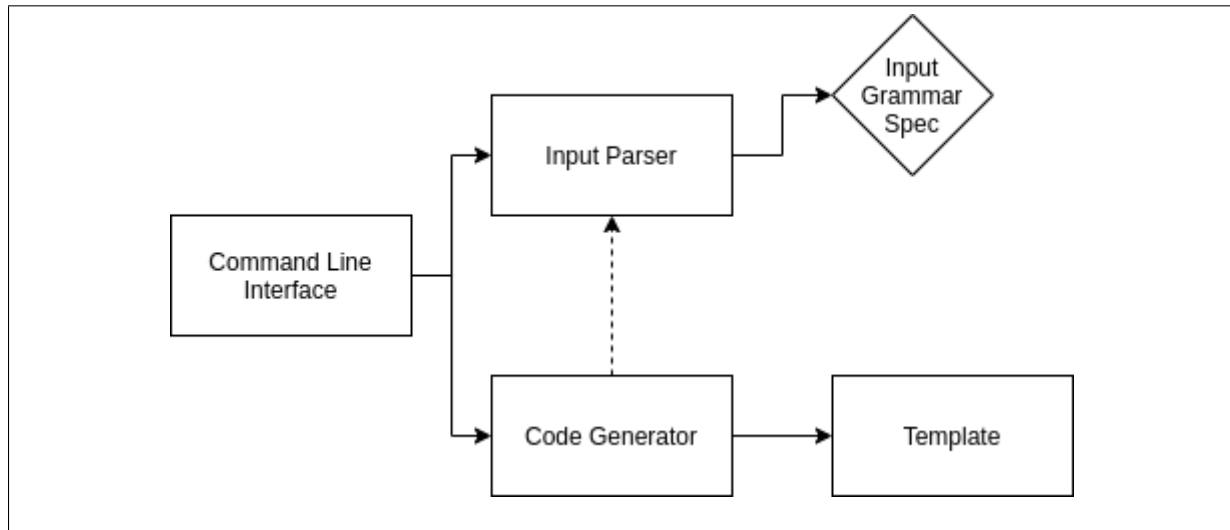 Input
Grammar
Spec
Input Parser
Command Line
Interface
Code Generator
Template